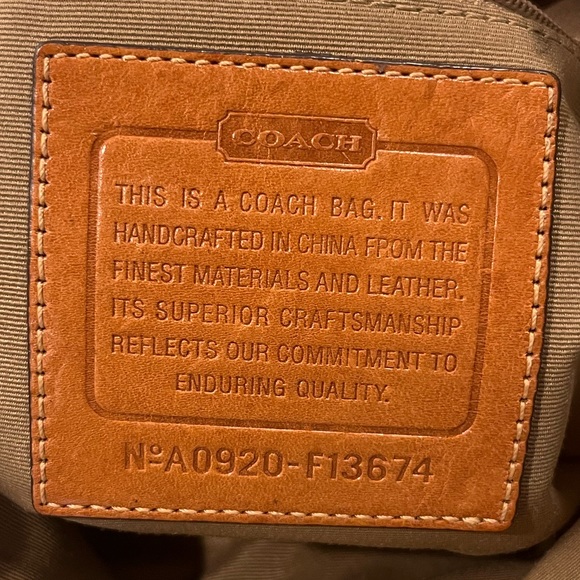 COACH
THIS IS A COACH BAG. IT WAS
HANDCRAFTED IN CHINA FROM THE
FINEST MATERIALS AND LEATHER.
ITS SUPERIOR CRAFTSMANSHIP
REFLECTS OUR COMMITMENT TO
ENDURING QUALITY.
NºA0920-F13674